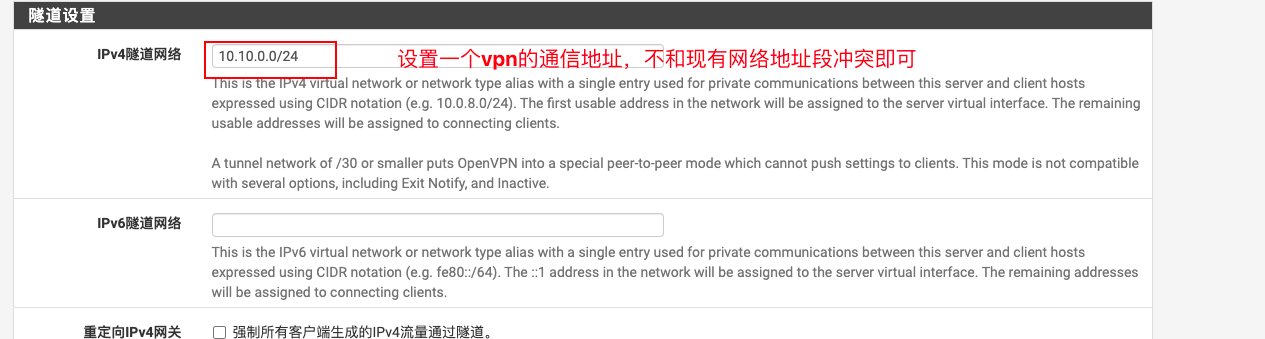 隧道设置
IPv4隧道网络
10.10.0.0/24
设置一个vpn的通信地址，不和现有网络地址段冲突即可
This is the IPv4 virtual network or network type alias with a single entry used for private communications between this server and client hosts
expressed using CIDR notation (e.g. 10.0.8.0/24). The first usable address in the network will be assigned to the server virtual interface. The remaining
usable addresses will be assigned to connecting clients.
A tunnel network of /30 or smaller puts OpenVPN into a special peer-to-peer mode which cannot push settings to clients. This mode is not compatible
with several options, including Exit Notify, and Inactive.
IPv6隧道网络
This is the IPv6 virtual network or network type alias with a single entry used for private communications between this server and client hosts
expressed using CIDR notation (e.g. fe80::/64). The ::1 address in the network will be assigned to the server virtual interface. The remaining addresses
will be assigned to connecting clients.
重定向IPv4网关
强制所有客户端生成的IPv4流量通过隧道。